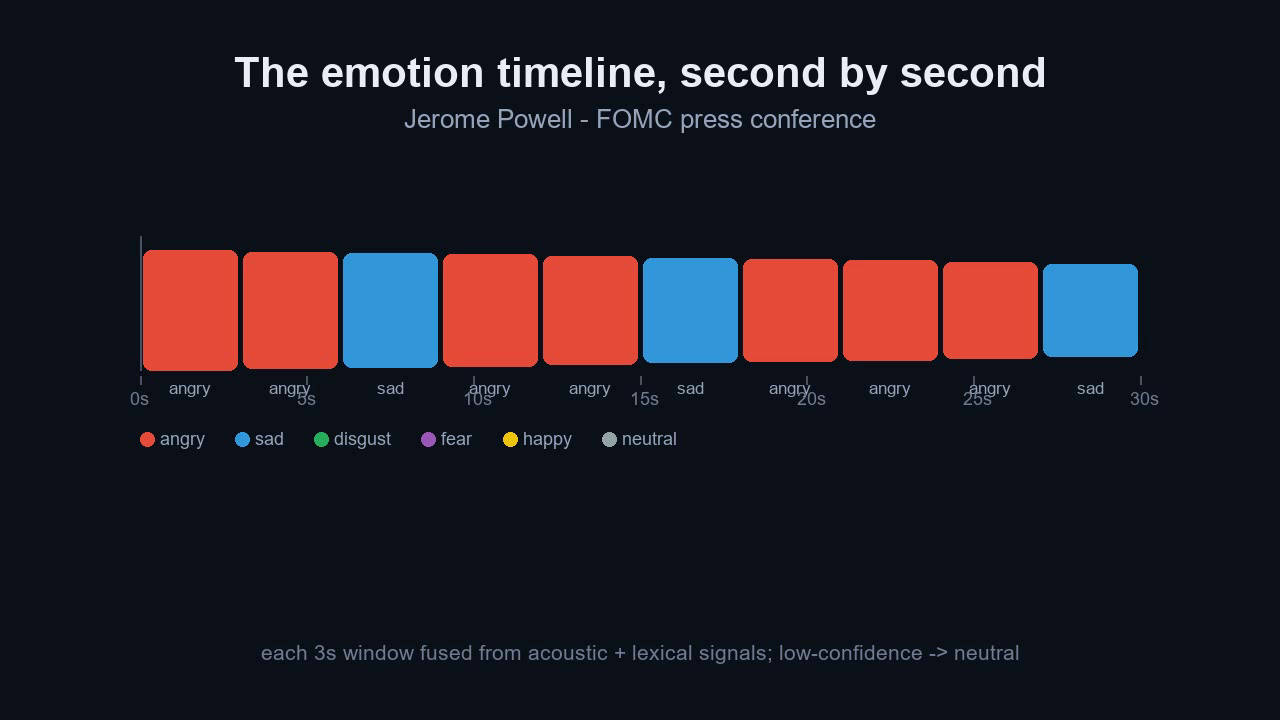 The emotion timeline, second by second
Jerome Powell - FOMC press conference
angry angry sad angry angry sad angry angry angry sad
0s 5s 10s 15s 20s 25s 30s
angry sad disgust fear happy neutral
each 3s window fused from acoustic + lexical signals; low-confidence -> neutral